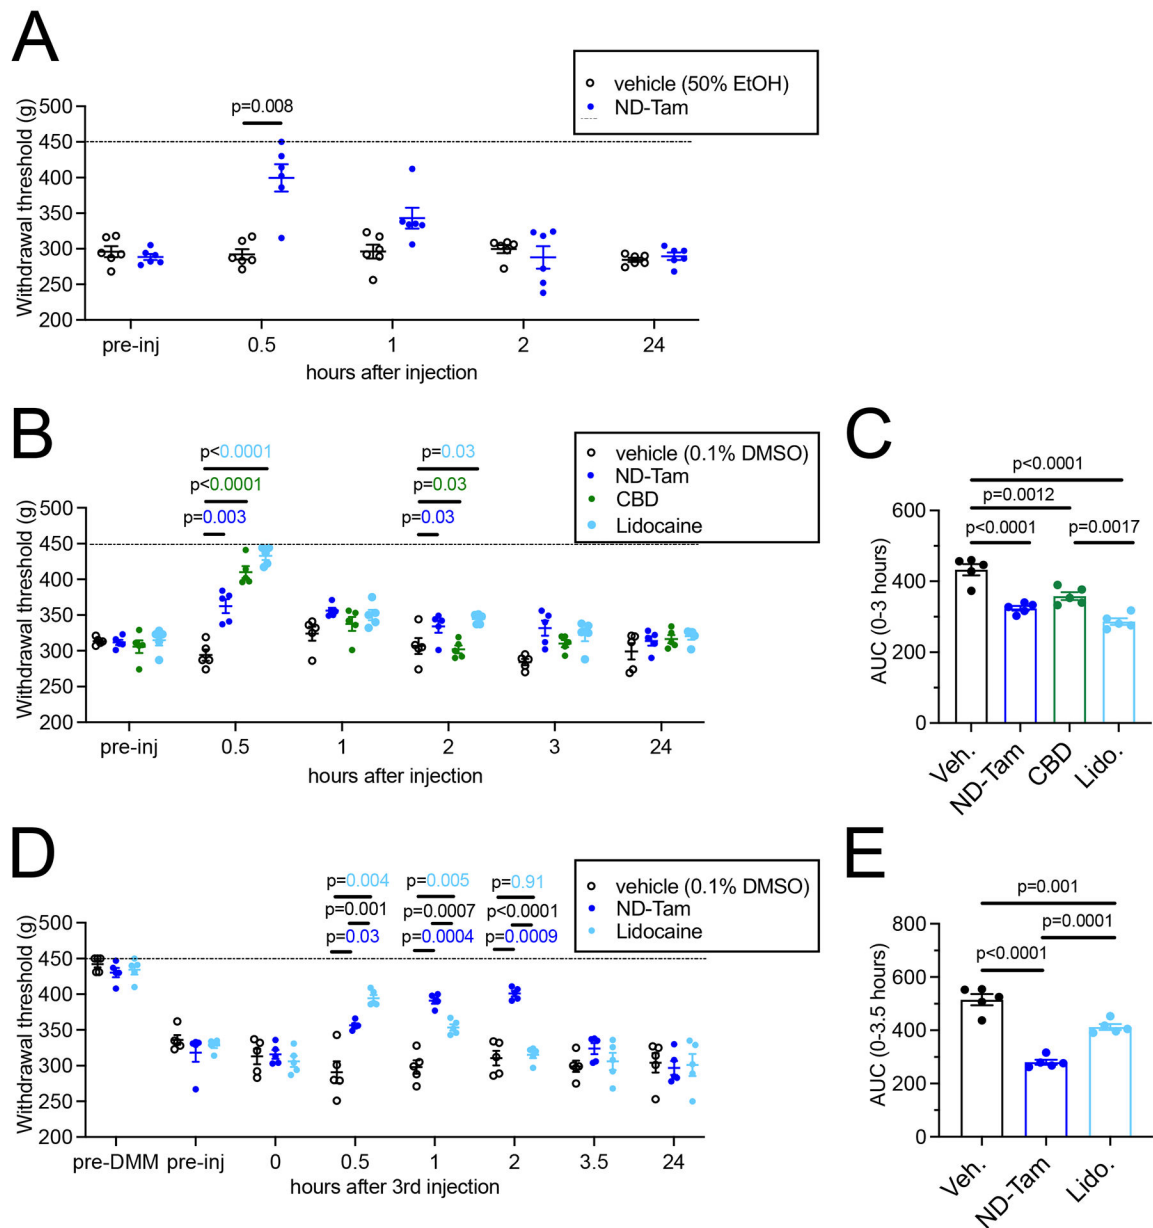 A
vehicle (50% EtOH)
ND-Tam
p=0.008
Withdrawal threshold (g)
500
450
400
350
300
250
200
pre-inj 0.5 1 2 24
hours after injection
B
vehicle (0.1% DMSO)
ND-Tam
CBD
Lidocaine
p<0.0001
p<0.0001
p=0.003
p=0.03
p=0.03
p=0.03
Withdrawal threshold (g)
500
450
400
350
300
250
200
pre-inj 0.5 1 2 3 24
hours after injection
C
p<0.0001
p=0.0012
p<0.0001 p=0.0017
AUC (0-3 hours)
600
400
200
0
Veh. ND-Tam CBD Lido.
D
vehicle (0.1% DMSO)
ND-Tam
Lidocaine
p=0.004 p=0.005 p=0.91
p=0.001 p=0.0007 p<0.0001
p=0.03 p=0.0004 p=0.0009
Withdrawal threshold (g)
500
450
400
350
300
250
200
pre-DMM pre-inj 0 0.5 1 2 3.5 24
hours after 3rd injection
E
p=0.001
p=0.0001
p<0.0001
AUC (0-3.5 hours)
800
600
400
200
0
Veh. ND-Tam Lido.